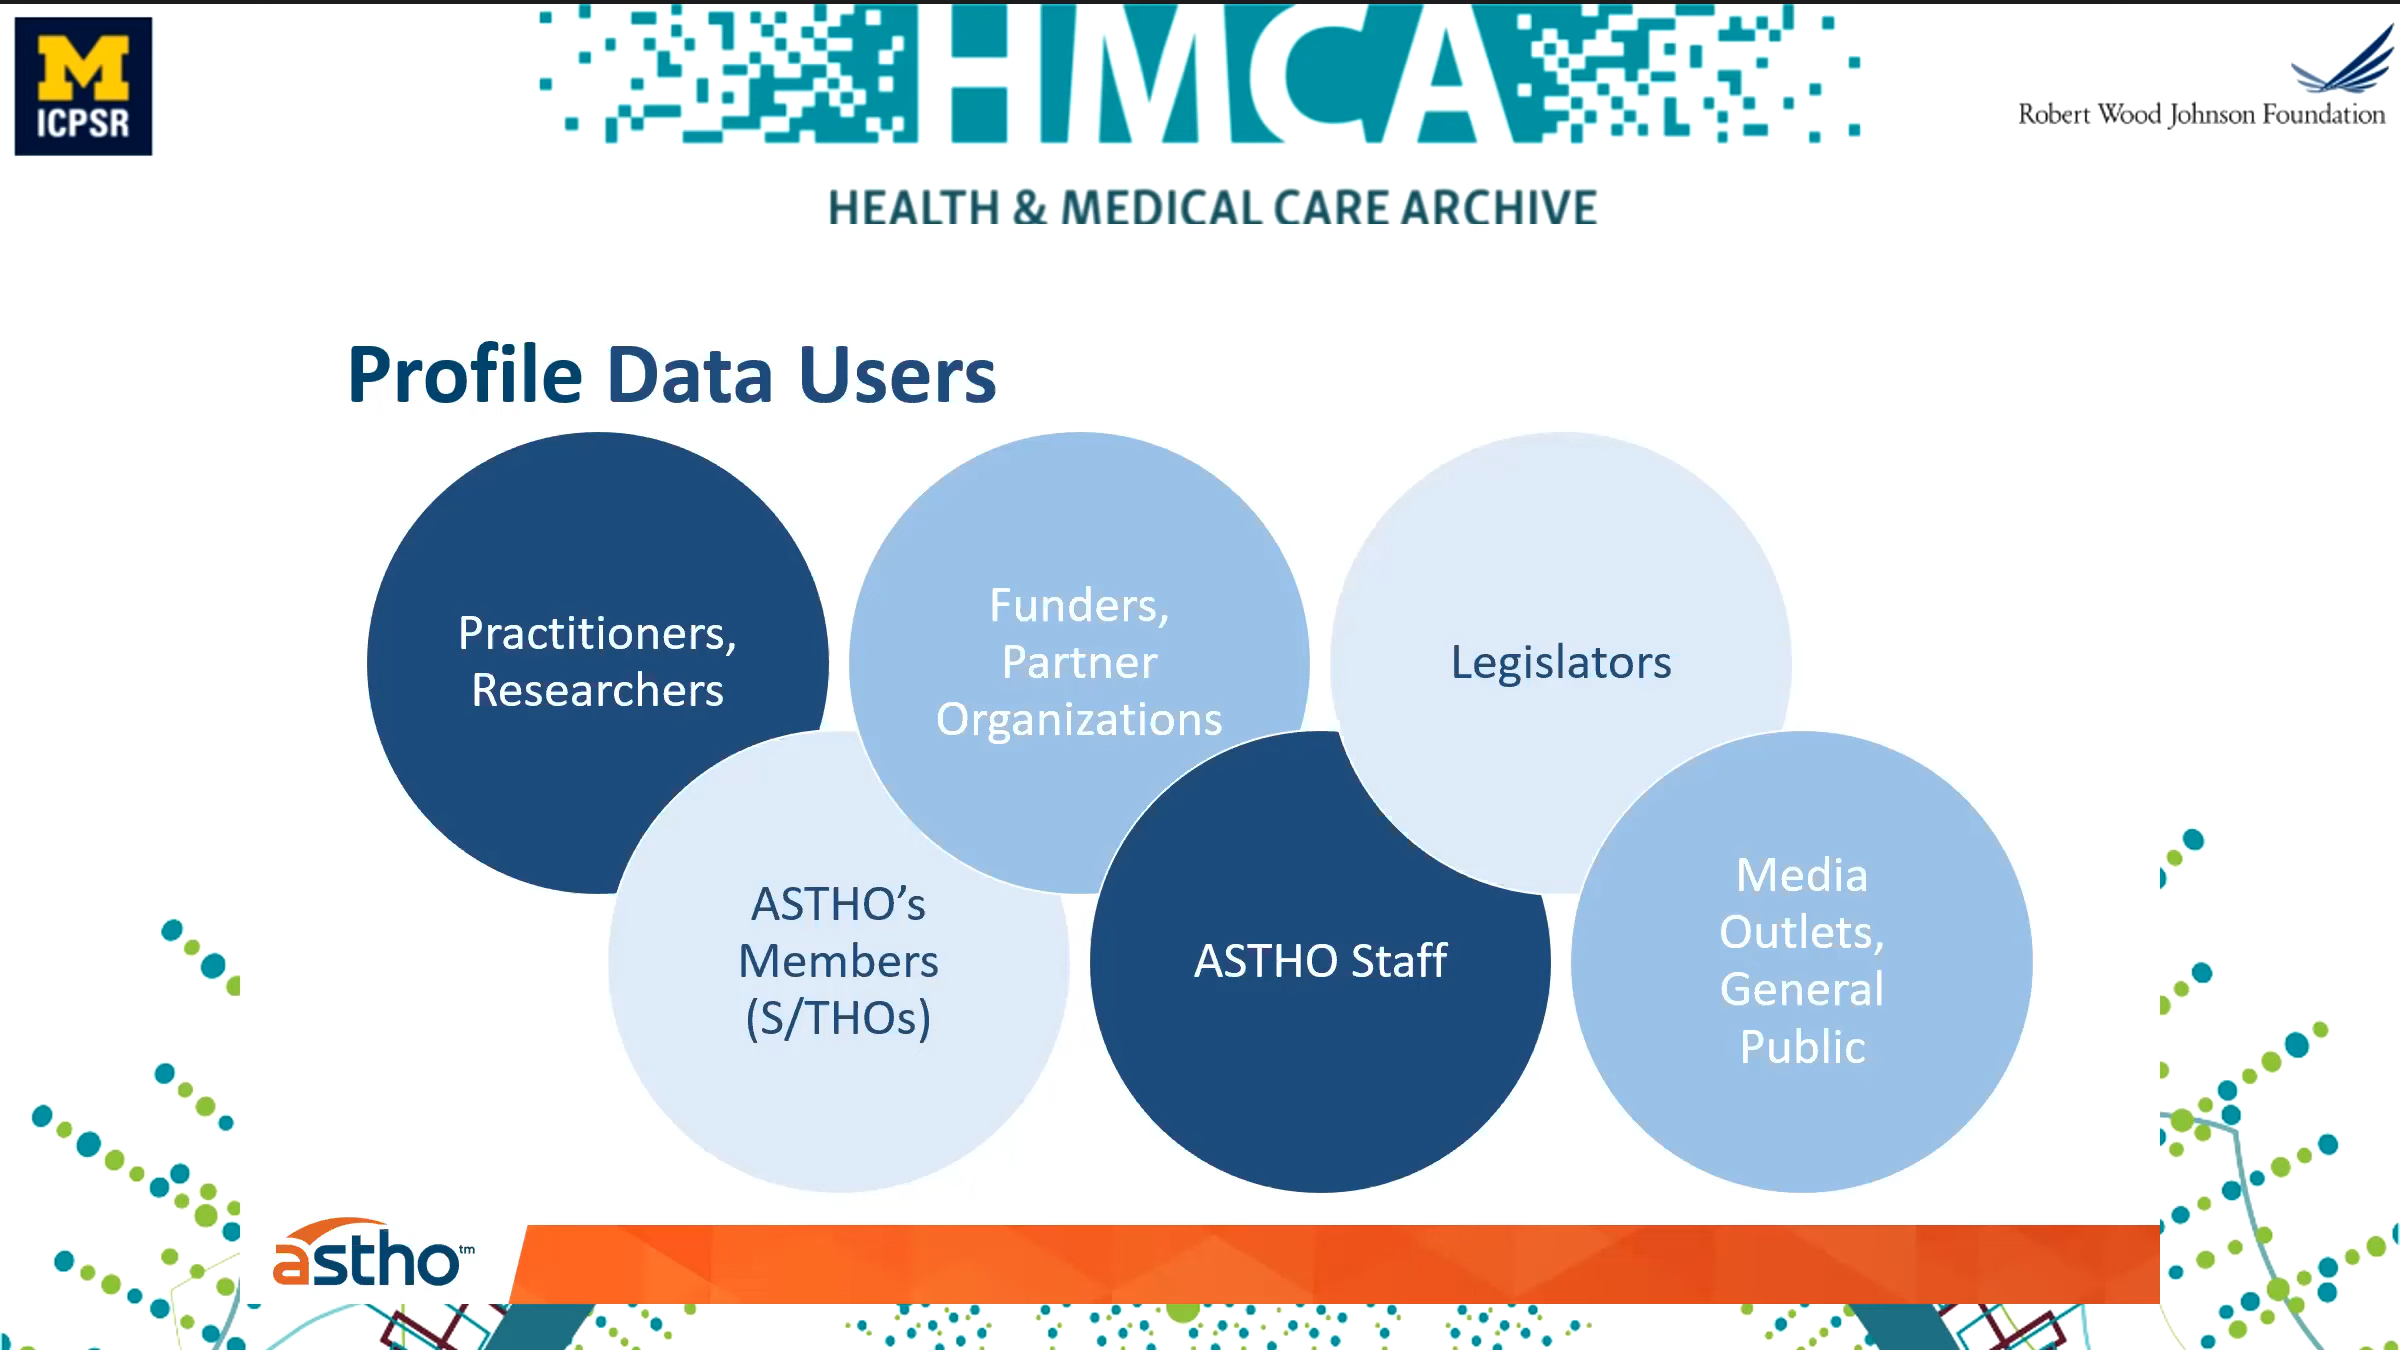 M
ICPSR
HMCA
HEALTH & MEDICAL CARE ARCHIVE
Robert Wood Johnson Foundation
Profile Data Users
Practitioners,
Researchers
Funders,
Partner
Organizations
Legislators
ASTHO’s
Members
(S/THOs)
ASTHO Staff
Media
Outlets,
General
Public
astho™